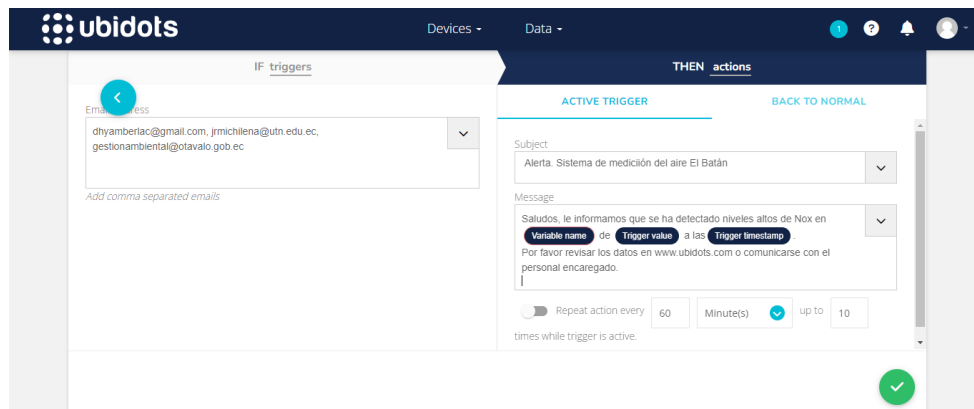 ubidots
Devices
Data
1
?
IF triggers
THEN actions
dhyamberlac@gmail.com, jrmichilena@utn.edu.ec,
gestionambiental@otavalo.gob.ec
Add comma separated emails
ACTIVE TRIGGER
BACK TO NORMAL
Subject
Alerta. Sistema de medición del aire El Batán
Message
Saludos, le informamos que se ha detectado niveles altos de Nox en
Variable name de Trigger value a las Trigger timestamp .
Por favor revisar los datos en www.ubidots.com o comunicarse con el
personal encaregado.
Repeat action every 60 Minute(s) up to 10
times while trigger is active.